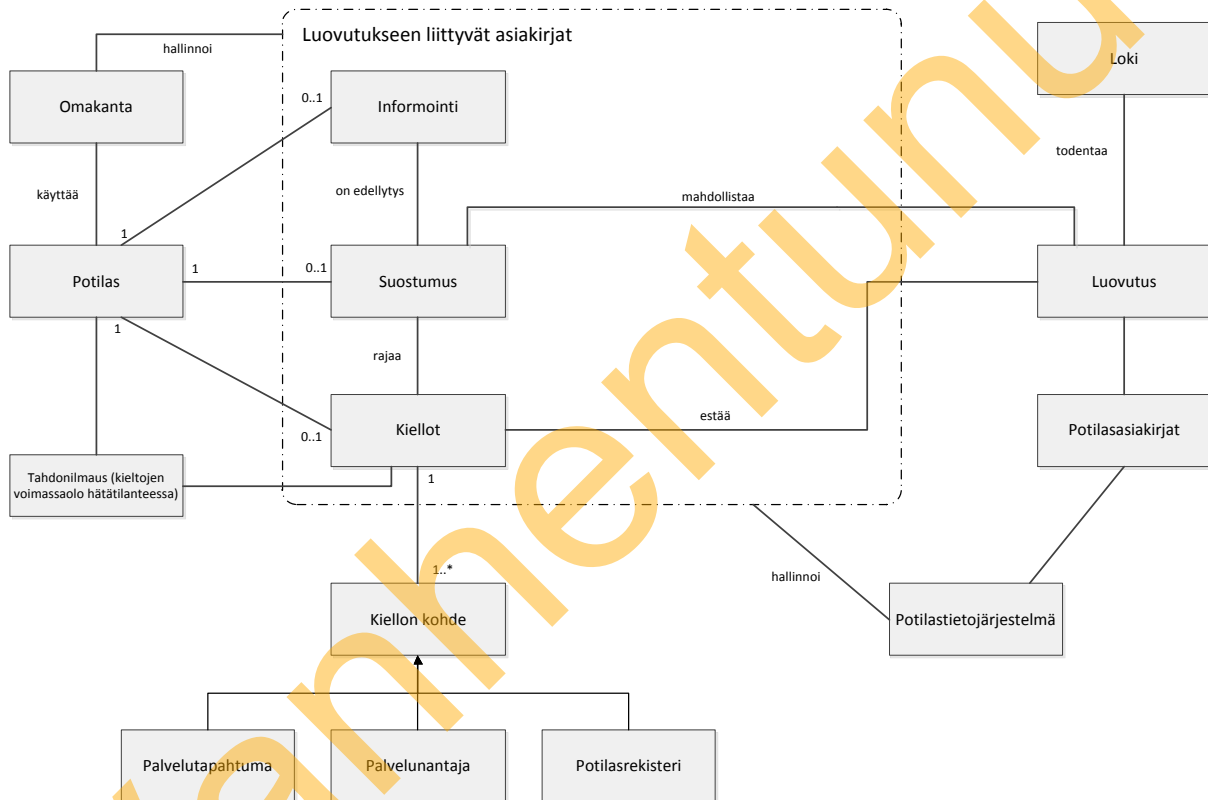 Luovutukseen liittyvät asiakirjat
hallinnoi
Loki
Omakanta
0..1
Informointi
todentaa
käyttää
on edellytys
mahdollistaa
1
Potilas
1
0..1
Suostumus
Luovutus
1
rajaa
estää
0..1
Kiellot
Potilasasiakirjat
Tahdonilmaus (kieltojen
voimassaolo hätätilanteessa)
1
1..*
hallinnoi
Kiellon kohde
Potilastietojärjestelmä
Palvelutapahtuma
Palvelunantaja
Potilasrekisteri